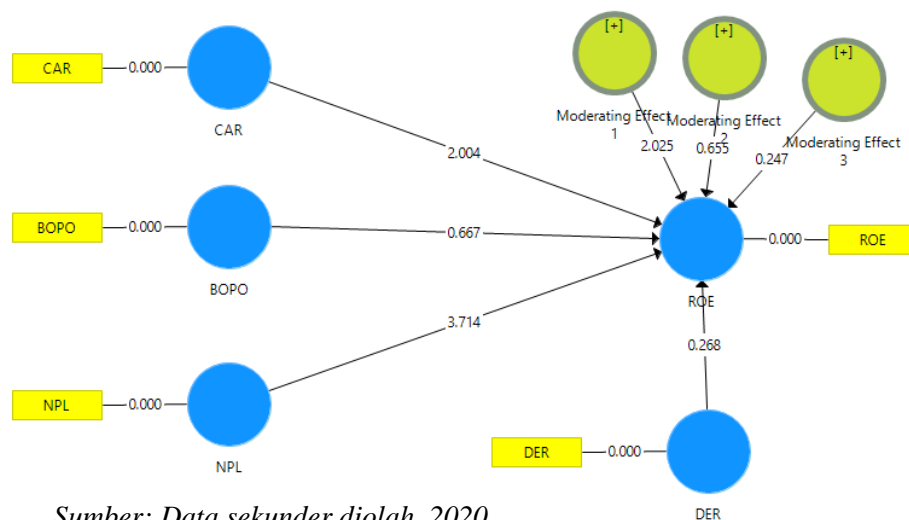 CAR
0.000
CAR
BOPO
0.000
BOPO
NPL
0.000
NPL
2.004
0.667
3.714
[+]
Moderating Effect
1
2.025
[+]
Moderating Effect
2
0.655
[+]
Moderating Effect
3
0.247
ROE
0.000
ROE
0.268
DER
0.000
DER
Sumber: Data sekunder diolah, 2020